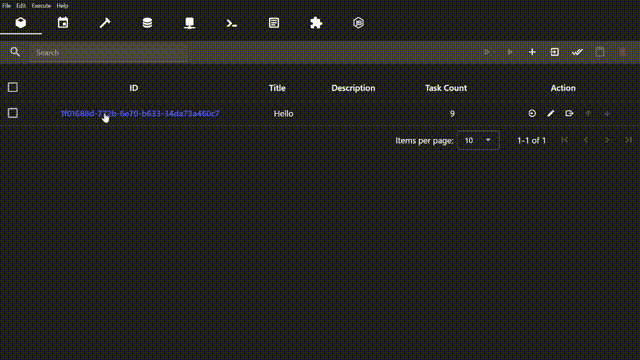 File Edit Execute Help
Search
ID Title Description Task Count Action
1f01688d-772b-6e70-b633-34da73a460c7 Hello 9
Items per page: 10 1-1 of 1